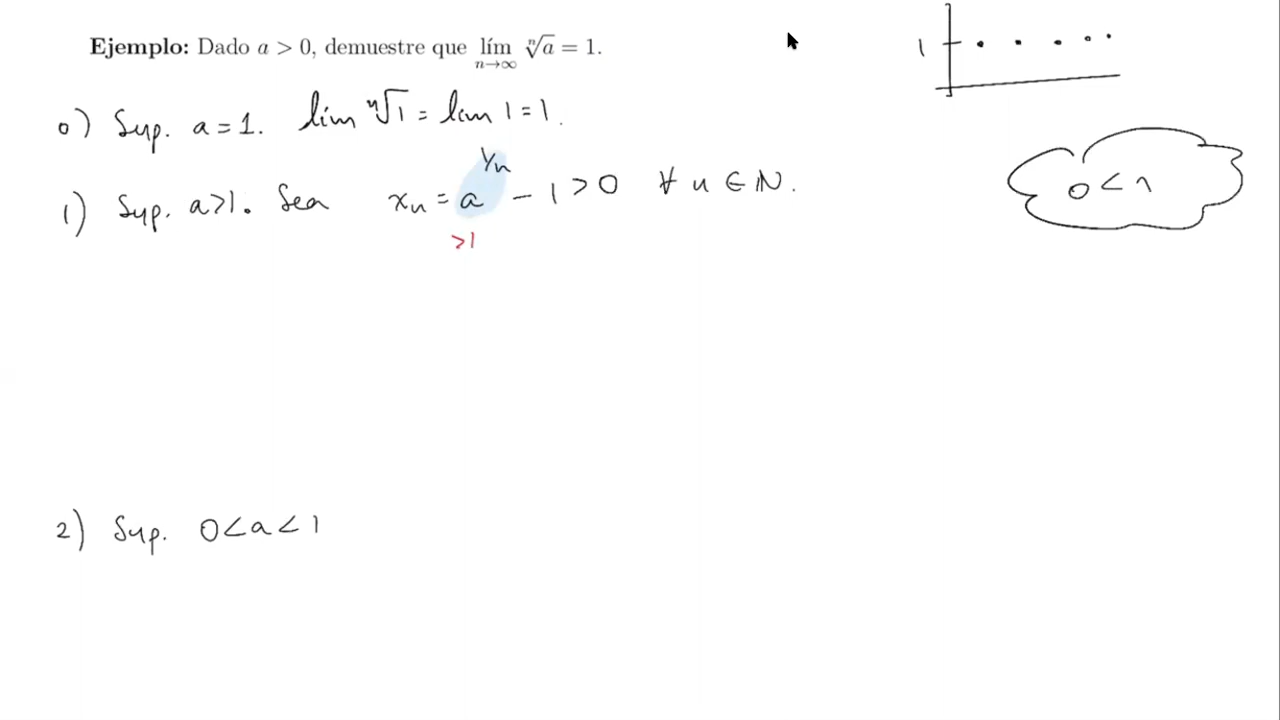 Ejemplo: Dado a > 0, demuestre que lím n→∞ ⁿ√a = 1.
1
0) Sup. a = 1. lím ⁿ√1 = lím 1 = 1.
1) Sup. a > 1. Sea xₙ = a^(1/n) − 1 > 0 ∀ n ∈ ℕ.
>1
0 < 1
2) Sup. 0 < a < 1